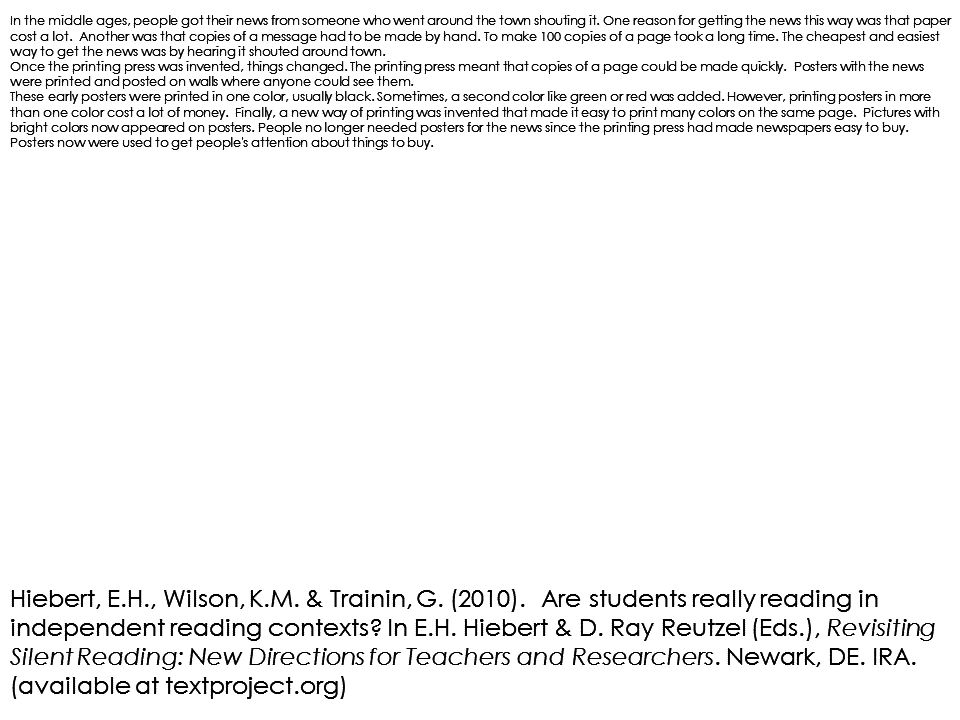 In the middle ages, people got their news from someone who went around the town shouting it. One reason for getting the news this way was that paper
cost a lot.  Another was that copies of a message had to be made by hand. To make 100 copies of a page took a long time. The cheapest and easiest
way to get the news was by hearing it shouted around town.
Once the printing press was invented, things changed. The printing press meant that copies of a page could be made quickly.  Posters with the news
were printed and posted on walls where anyone could see them.
These early posters were printed in one color, usually black. Sometimes, a second color like green or red was added. However, printing posters in more
than one color cost a lot of money.  Finally, a new way of printing was invented that made it easy to print many colors on the same page.  Pictures with
bright colors now appeared on posters. People no longer needed posters for the news since the printing press had made newspapers easy to buy.
Posters now were used to get people's attention about things to buy.
Hiebert, E.H., Wilson, K.M. & Trainin, G. (2010).  Are students really reading in
independent reading contexts? In E.H. Hiebert & D. Ray Reutzel (Eds.), Revisiting
Silent Reading: New Directions for Teachers and Researchers. Newark, DE. IRA.
(available at textproject.org)